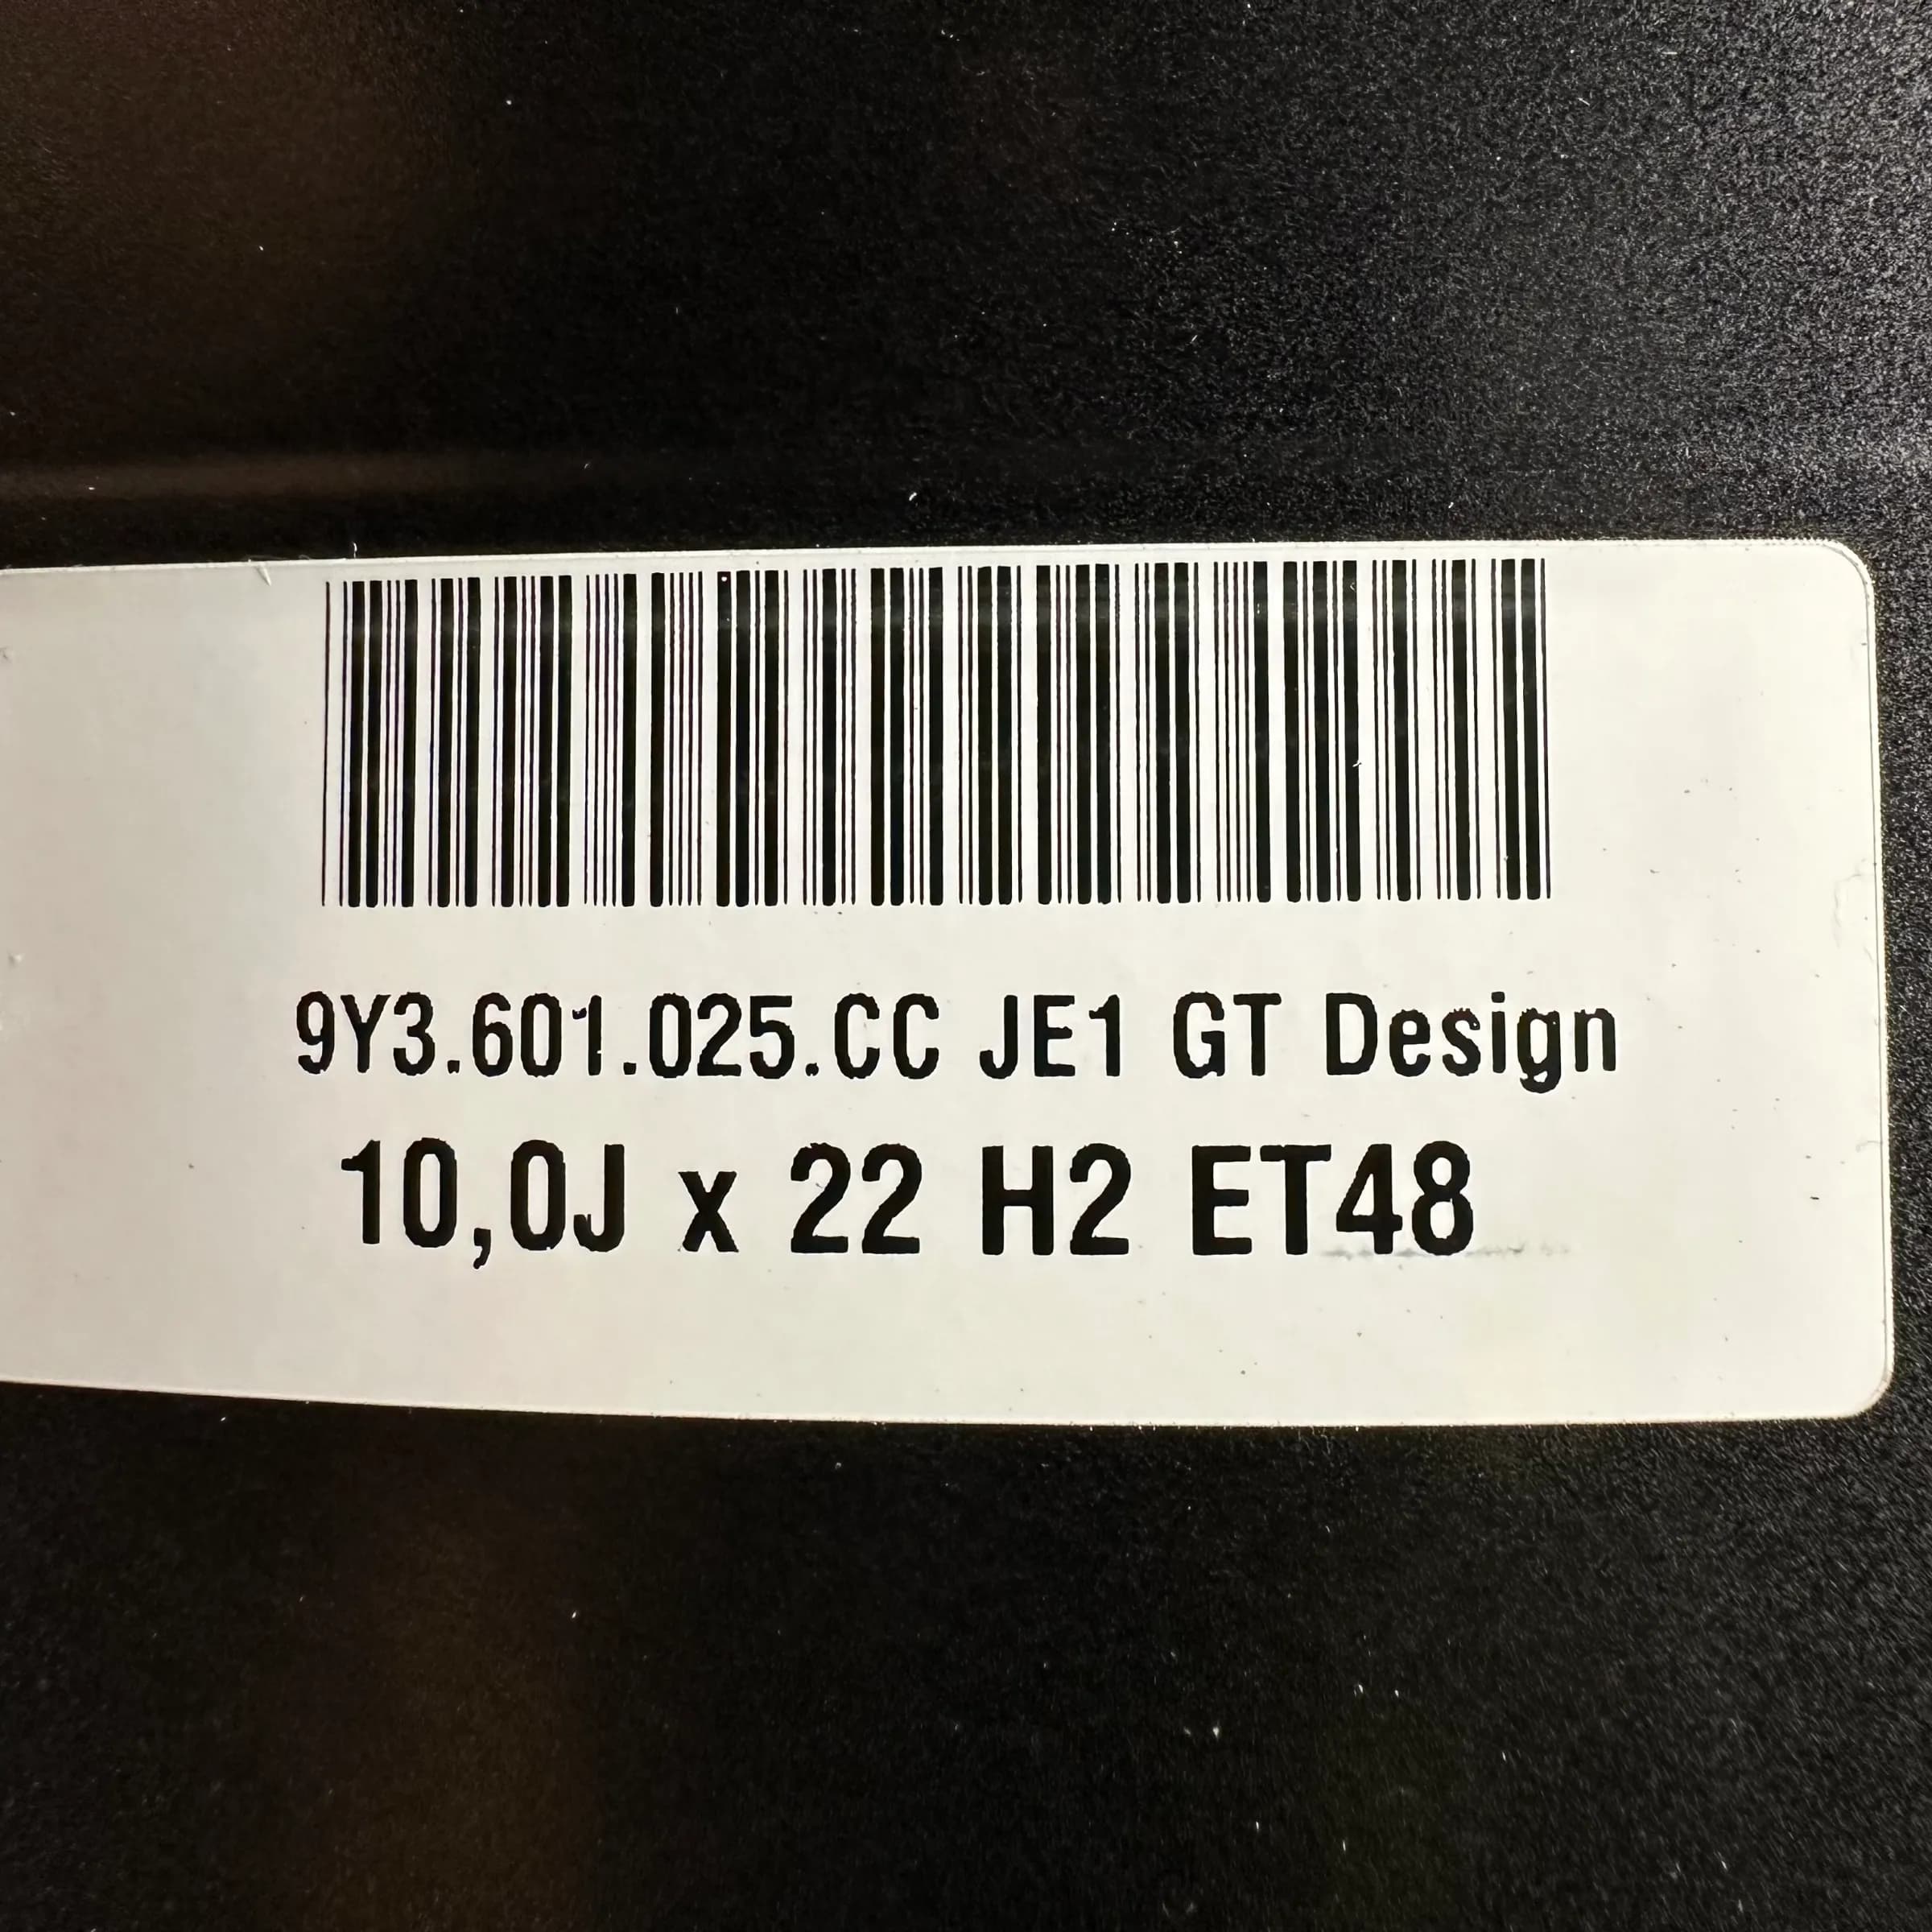 9Y3.601.025.CC JE1 GT Design
10,0J x 22 H2 ET48